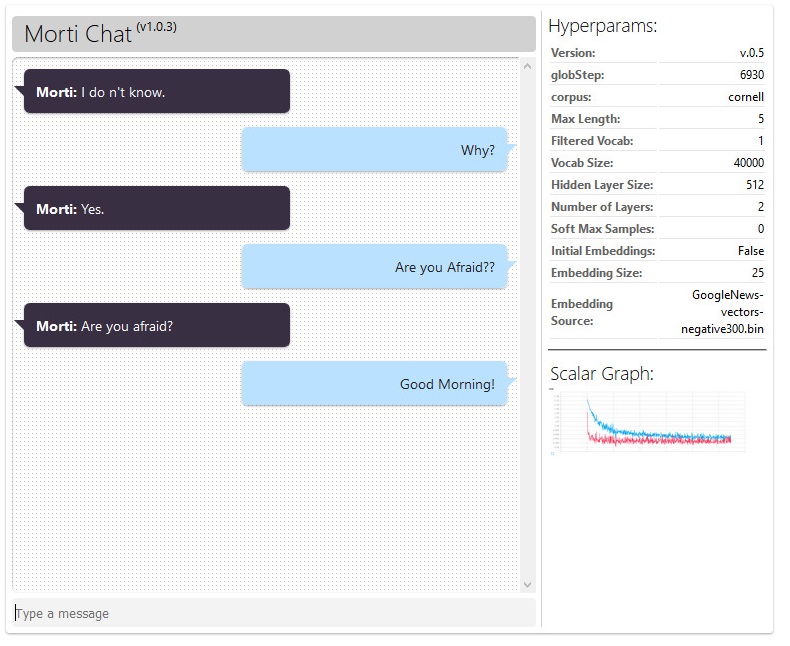 Morti Chat (v1.0.3)
Morti: I do n't know.
Why?
Morti: Yes.
Are you Afraid??
Morti: Are you afraid?
Good Morning!
Type a message
Hyperparams:
Version: v.0.5
globStep: 6930
corpus: cornell
Max Length: 5
Filtered Vocab: 1
Vocab Size: 40000
Hidden Layer Size: 512
Number of Layers: 2
Soft Max Samples: 0
Initial Embeddings: False
Embedding Size: 25
Embedding Source: GoogleNews-
vectors-
negative300.bin
Scalar Graph: